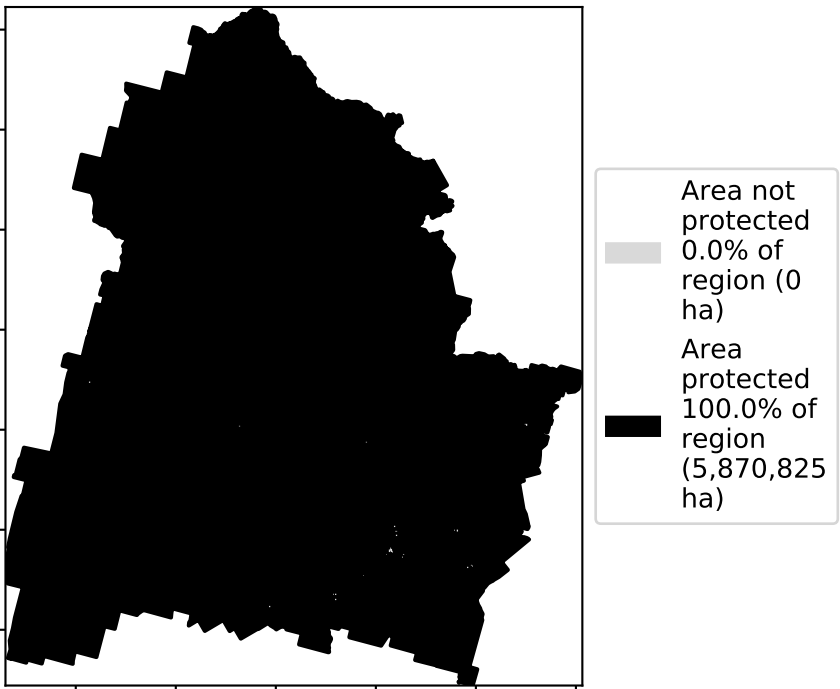 Area not
protected
0.0% of
region (0
ha)
Area
protected
100.0% of
region
(5,870,825
ha)